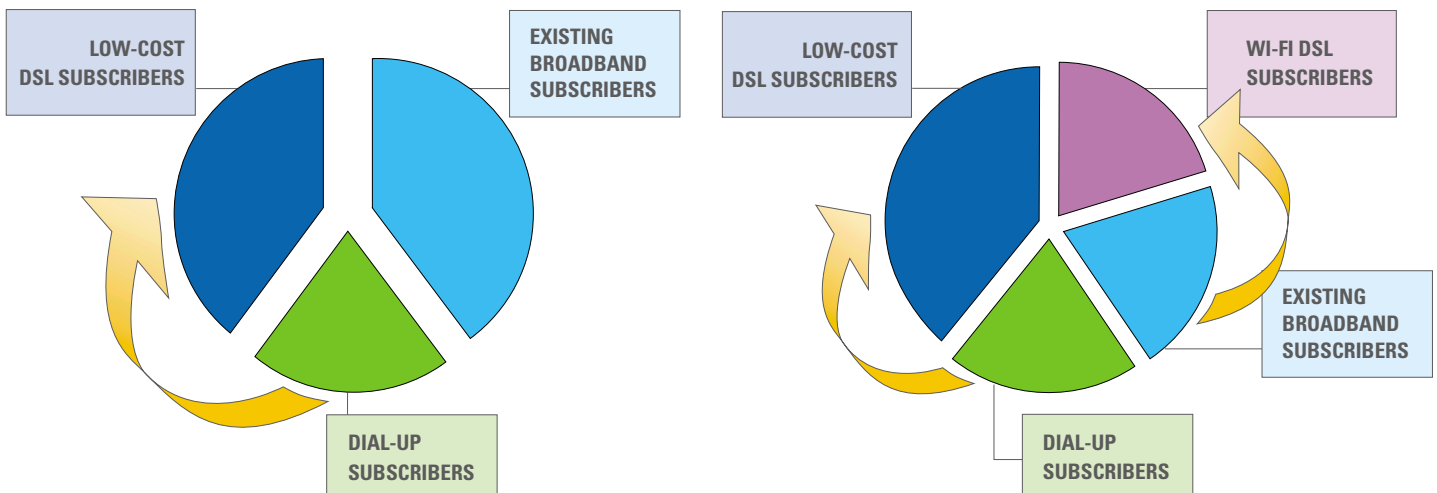 LOW-COST
DSL SUBSCRIBERS
EXISTING
BROADBAND
SUBSCRIBERS
DIAL-UP
SUBSCRIBERS
LOW-COST
DSL SUBSCRIBERS
WI-FI DSL
SUBSCRIBERS
EXISTING
BROADBAND
SUBSCRIBERS
DIAL-UP
SUBSCRIBERS